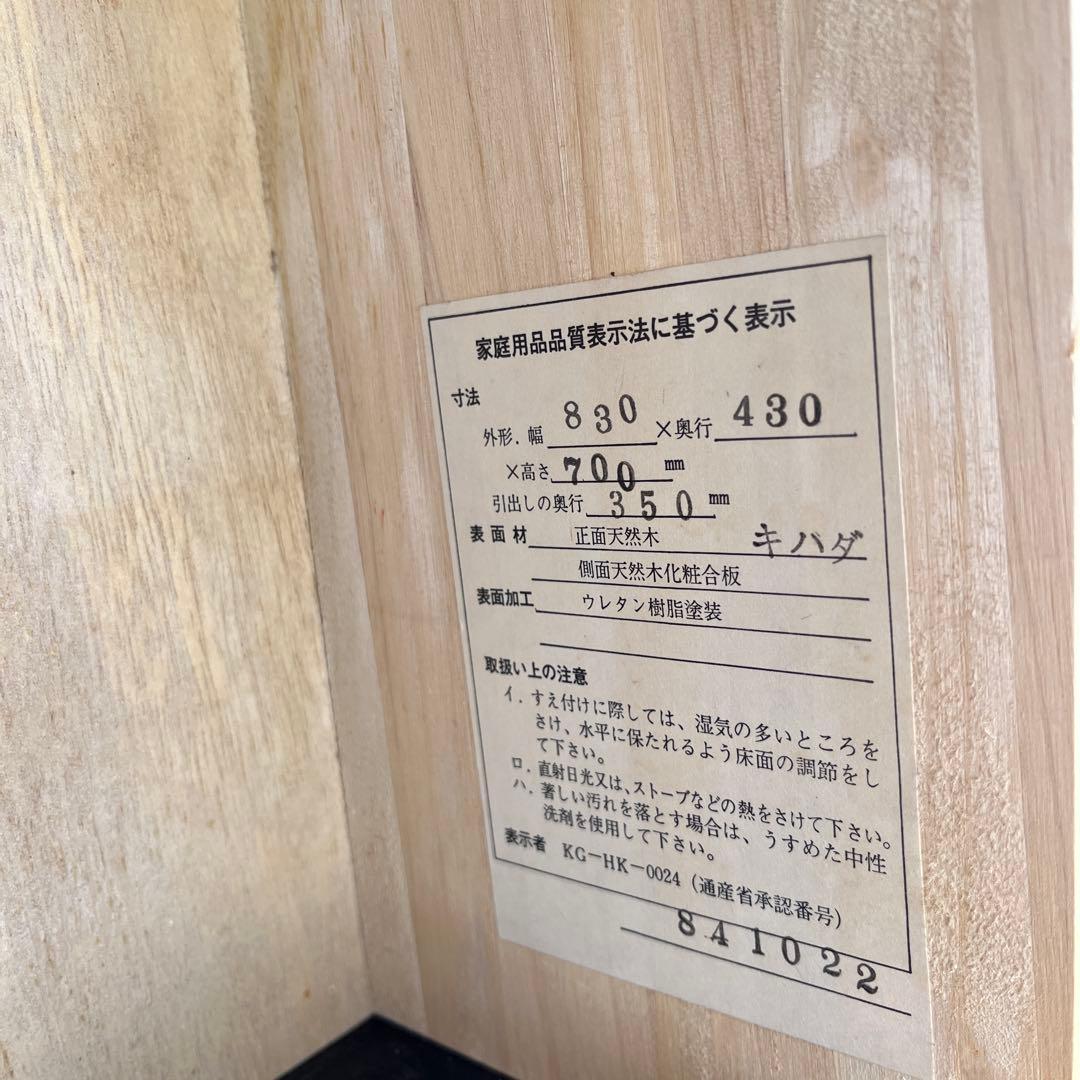 家庭用品品質表示法に基づく表示
寸法
外形．幅 830 ×奥行 430
×高さ 700 mm
引出しの奥行 350 mm
表面材 正面天然木 キハダ
側面天然木化粧合板
表面加工 ウレタン樹脂塗装
取扱い上の注意
イ．すえ付けに際しては、湿気の多いところを
さけ、水平に保たれるよう床面の調節をし
て下さい。
ロ．直射日光又は、ストーブなどの熱をさけて下さい。
ハ．著しい汚れを落とす場合は、うすめた中性
洗剤を使用して下さい。
表示者 KG－HK－0024（通産省承認番号）
841022